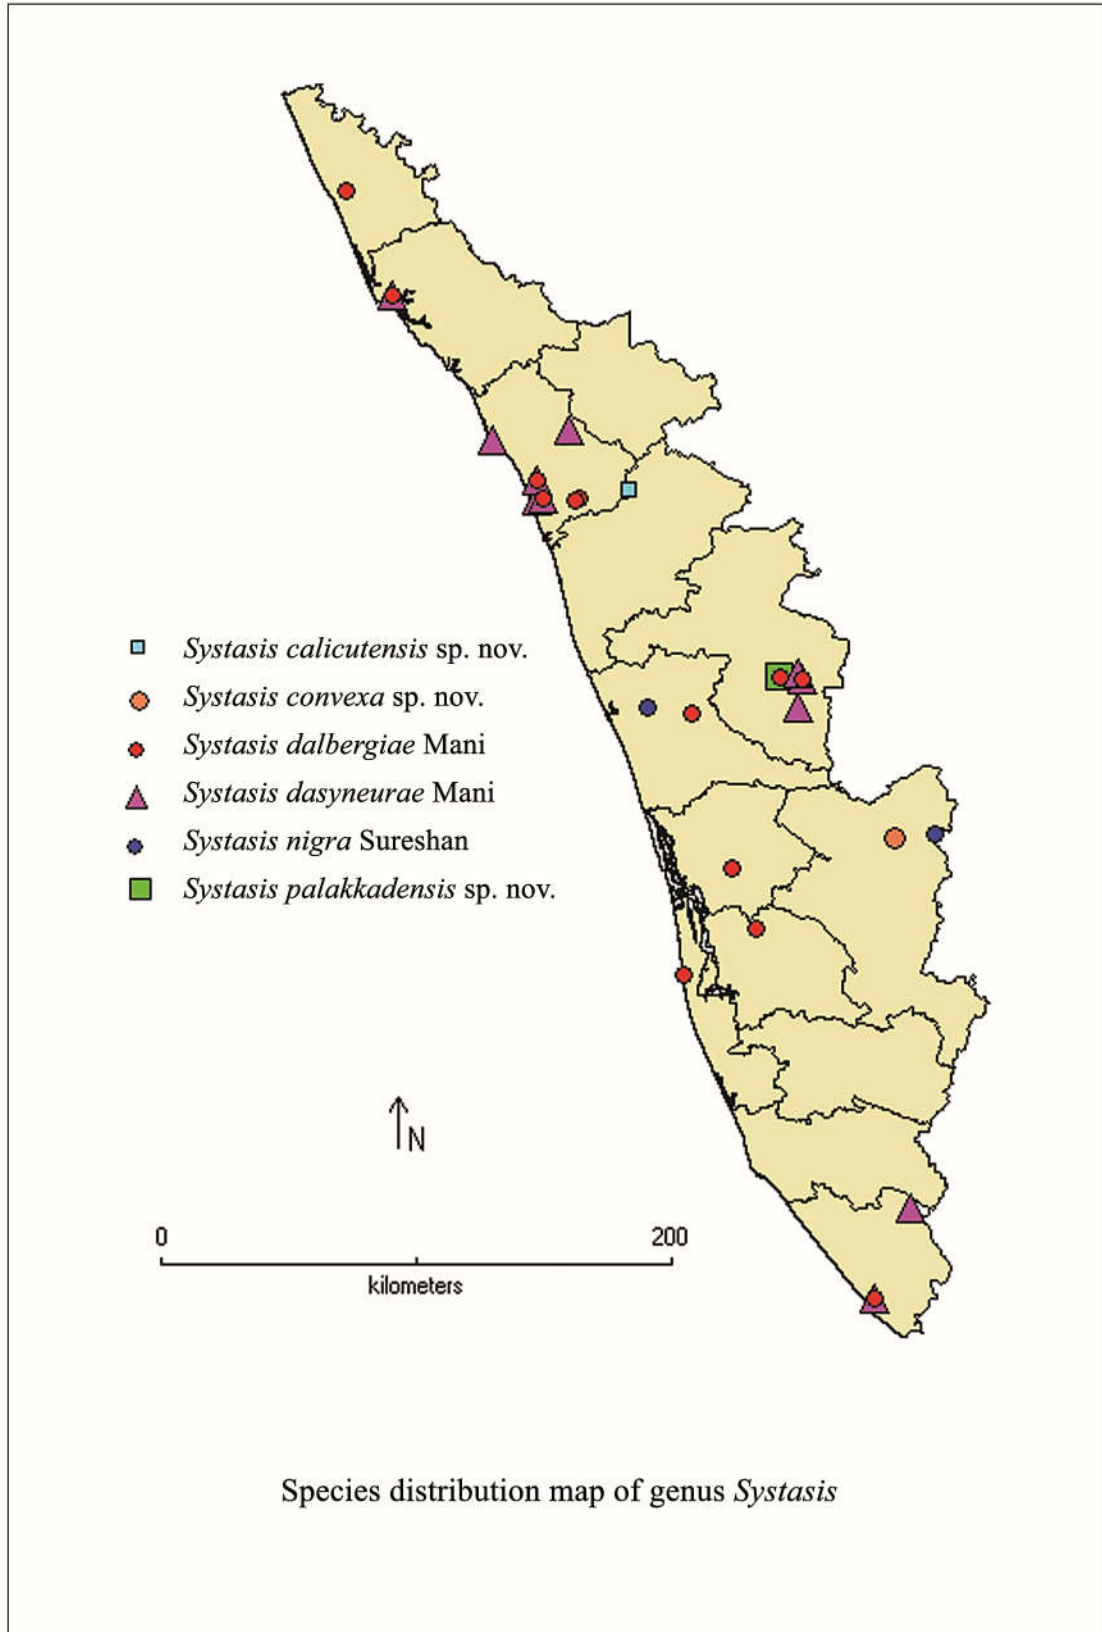 Systasis calicutensis sp. nov.
Systasis convexa sp. nov.
Systasis dalbergiae Mani
Systasis dasyneurae Mani
Systasis nigra Sureshan
Systasis palakkadensis sp. nov.
N
0 200
kilometers
Species distribution map of genus Systasis